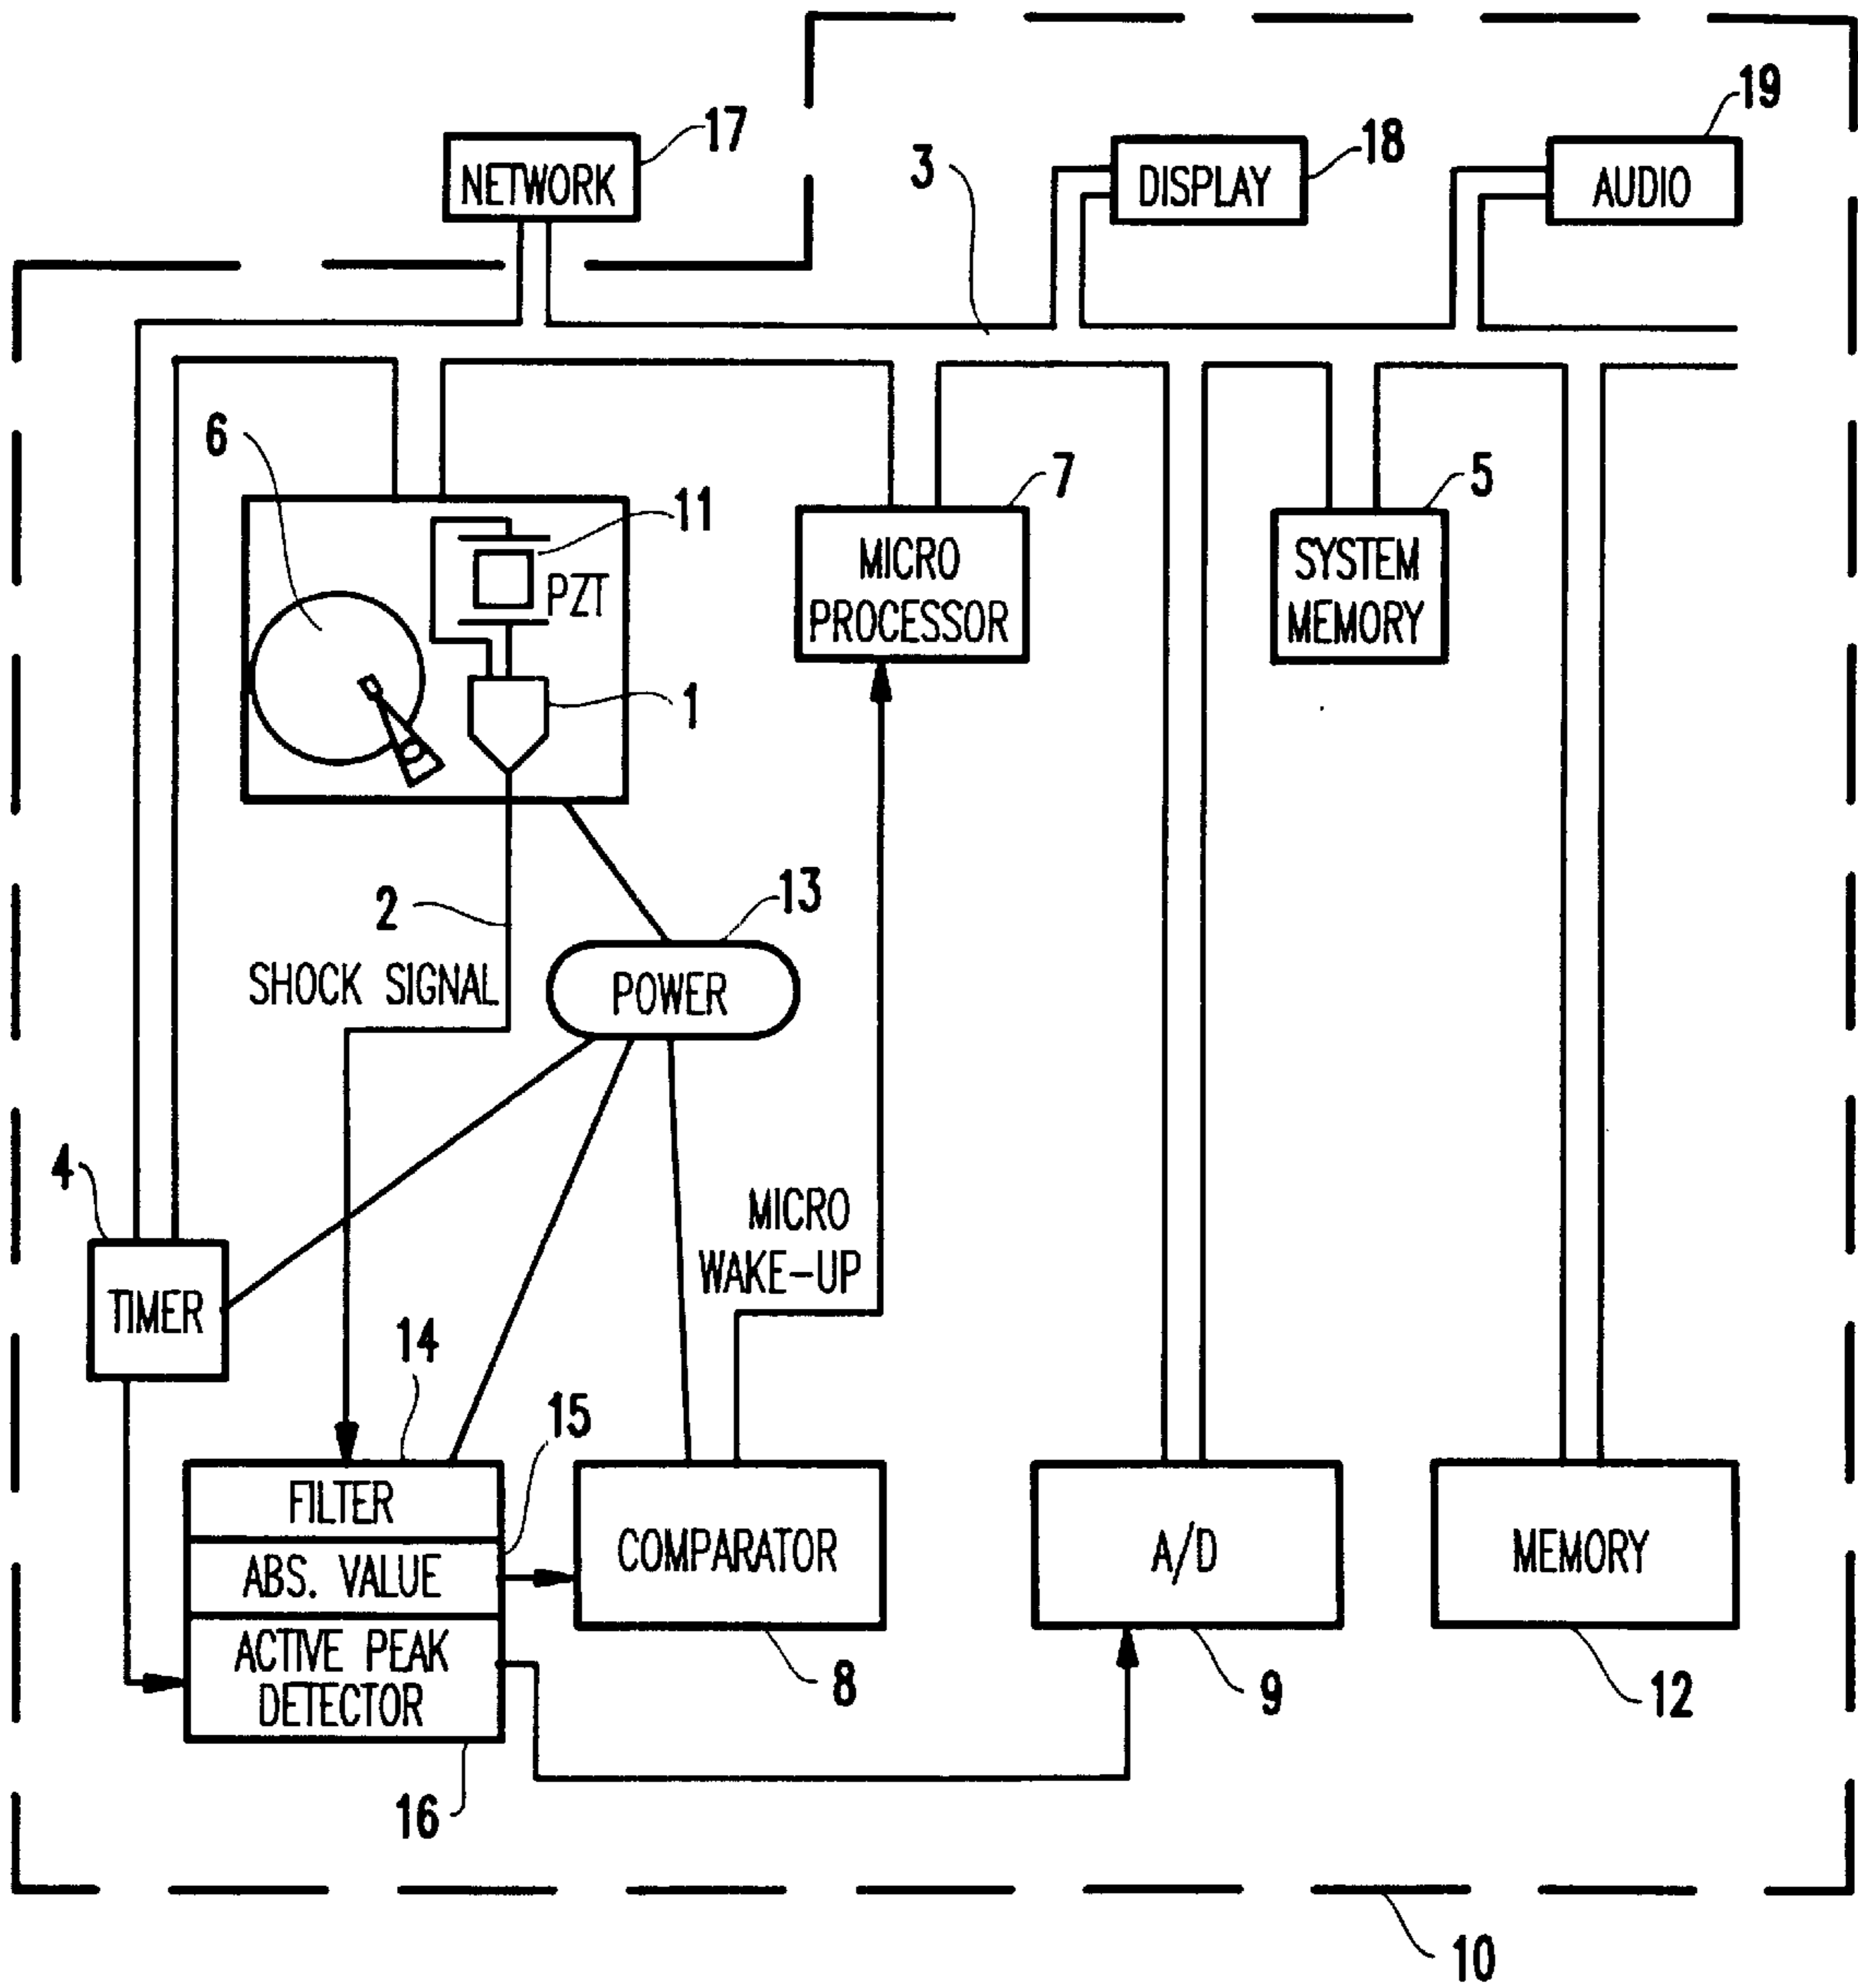 19
17
18
3
NETWORK
DISPLAY
AUDIO
6
11
7
5
PZT
MICRO
PROCESSOR
SYSTEM
MEMORY
1
2
13
SHOCK SIGNAL
POWER
4
MICRO
WAKE-UP
TIMER
14
15
FILTER
ABS. VALUE
ACTIVE PEAK
DETECTOR
COMPARATOR
A/D
MEMORY
8
9
12
16
10